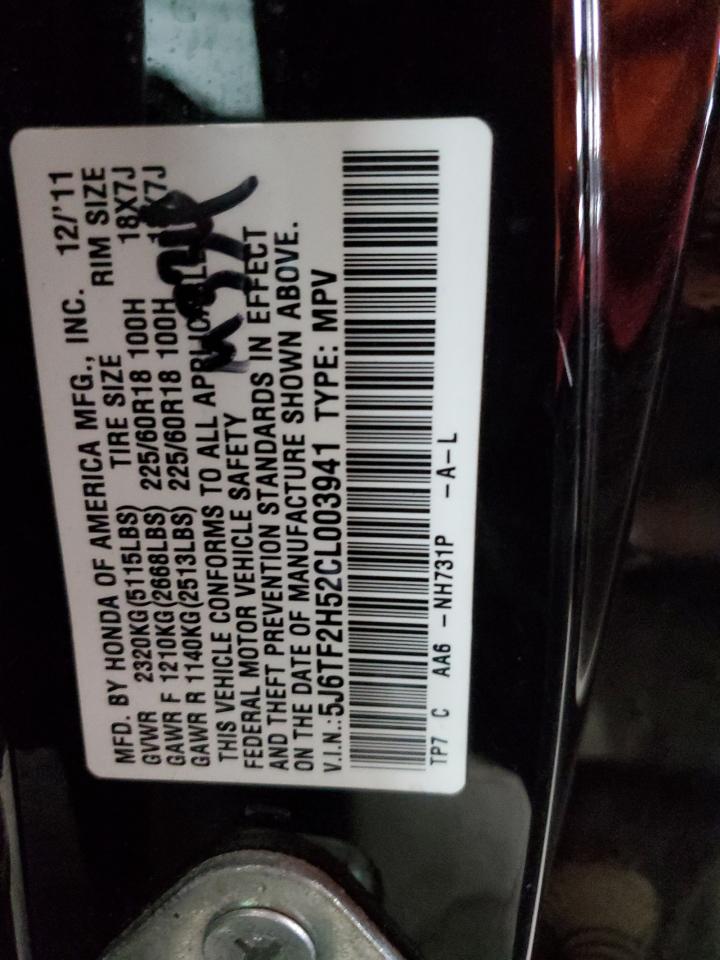 MFD. BY HONDA OF AMERICA MFG., INC. 12/'11
GVWR 2320KG(5115LBS) TIRE SIZE RIM SIZE
GAWR F 1210KG(2668LBS) 225/60R18 100H 18X7J
GAWR R 1140KG(2513LBS) 225/60R18 100H 18X7J
THIS VEHICLE CONFORMS TO ALL APPLICABLE
FEDERAL MOTOR VEHICLE SAFETY
AND THEFT PREVENTION STANDARDS IN EFFECT
ON THE DATE OF MANUFACTURE SHOWN ABOVE.
V.I.N.: 5J6TF2H52CL003941 TYPE: MPV
TP7 C AA6 - NH731P - A - L